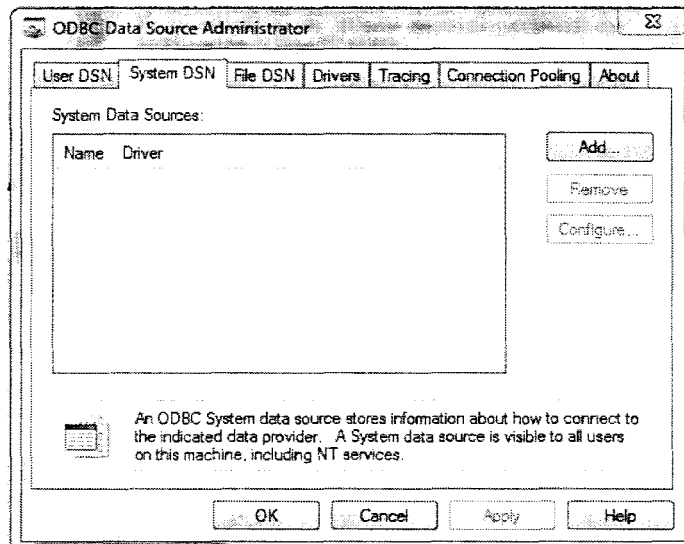 ODBC Data Source Administrator
User DSN System DSN File DSN Drivers Tracing Connection Pooling About
System Data Sources:
Name Driver
Add...
Remove
Configure...
An ODBC System data source stores information about how to connect to
the indicated data provider. A System data source is visible to all users
on this machine, including NT services.
OK Cancel Apply Help